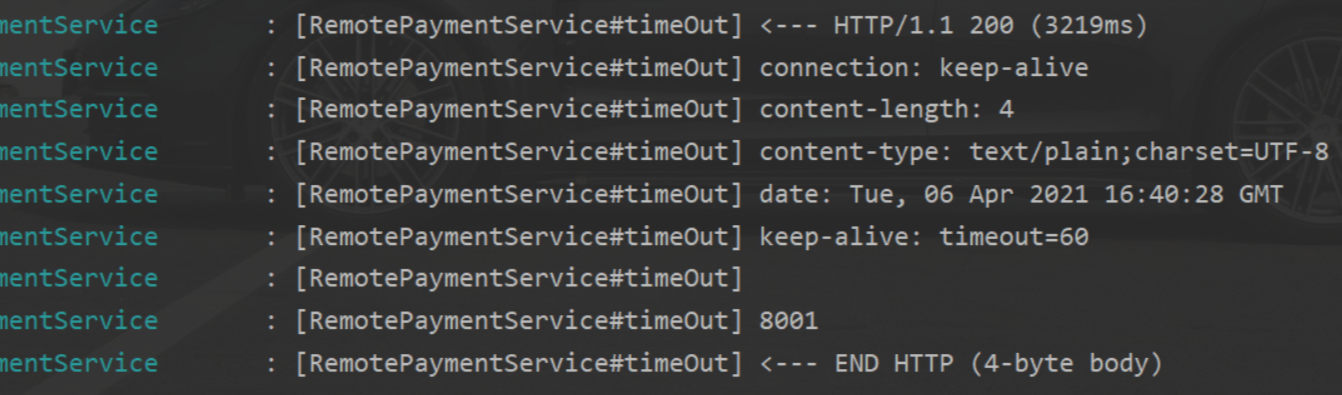 mentService : [RemotePaymentService#timeOut] <--- HTTP/1.1 200 (3219ms)
mentService : [RemotePaymentService#timeOut] connection: keep-alive
mentService : [RemotePaymentService#timeOut] content-length: 4
mentService : [RemotePaymentService#timeOut] content-type: text/plain;charset=UTF-8
mentService : [RemotePaymentService#timeOut] date: Tue, 06 Apr 2021 16:40:28 GMT
mentService : [RemotePaymentService#timeOut] keep-alive: timeout=60
mentService : [RemotePaymentService#timeOut]
mentService : [RemotePaymentService#timeOut] 8001
mentService : [RemotePaymentService#timeOut] <--- END HTTP (4-byte body)